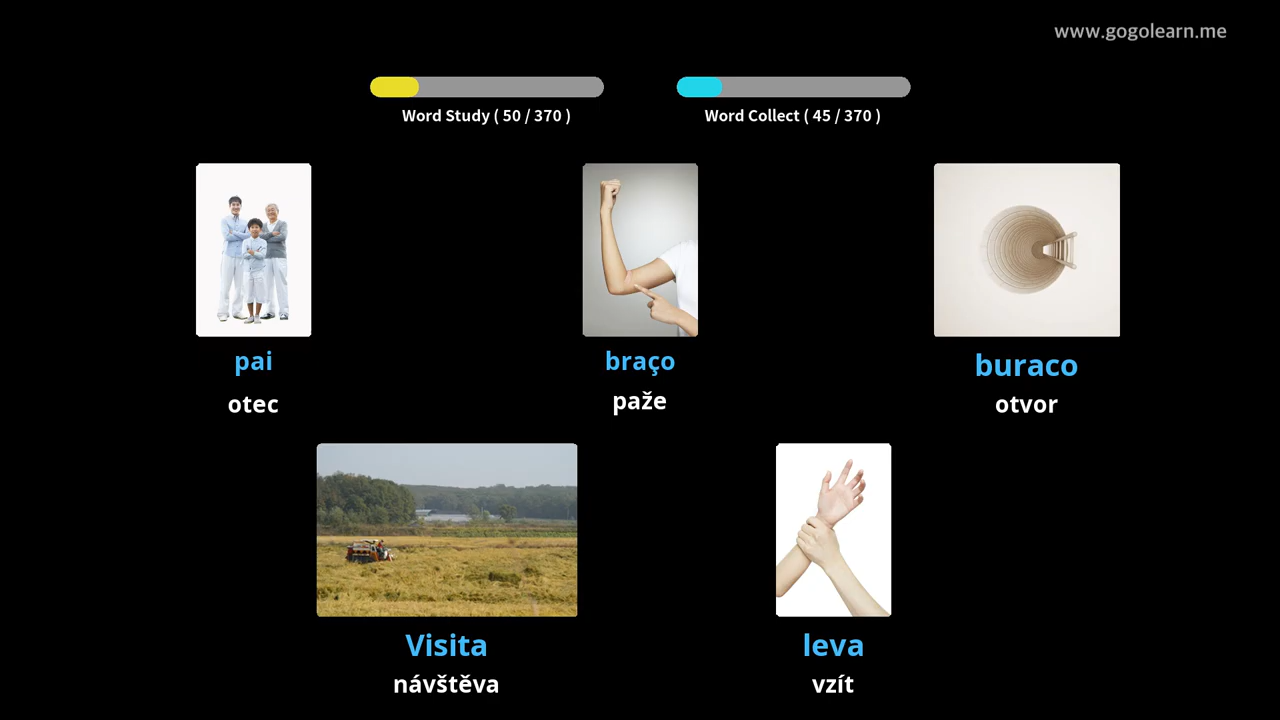 www.gogolearn.me
Word Study ( 50 / 370 )
Word Collect ( 45 / 370 )
pai
otec
braço
paže
buraco
otvor
Visita
návštěva
leva
vzít